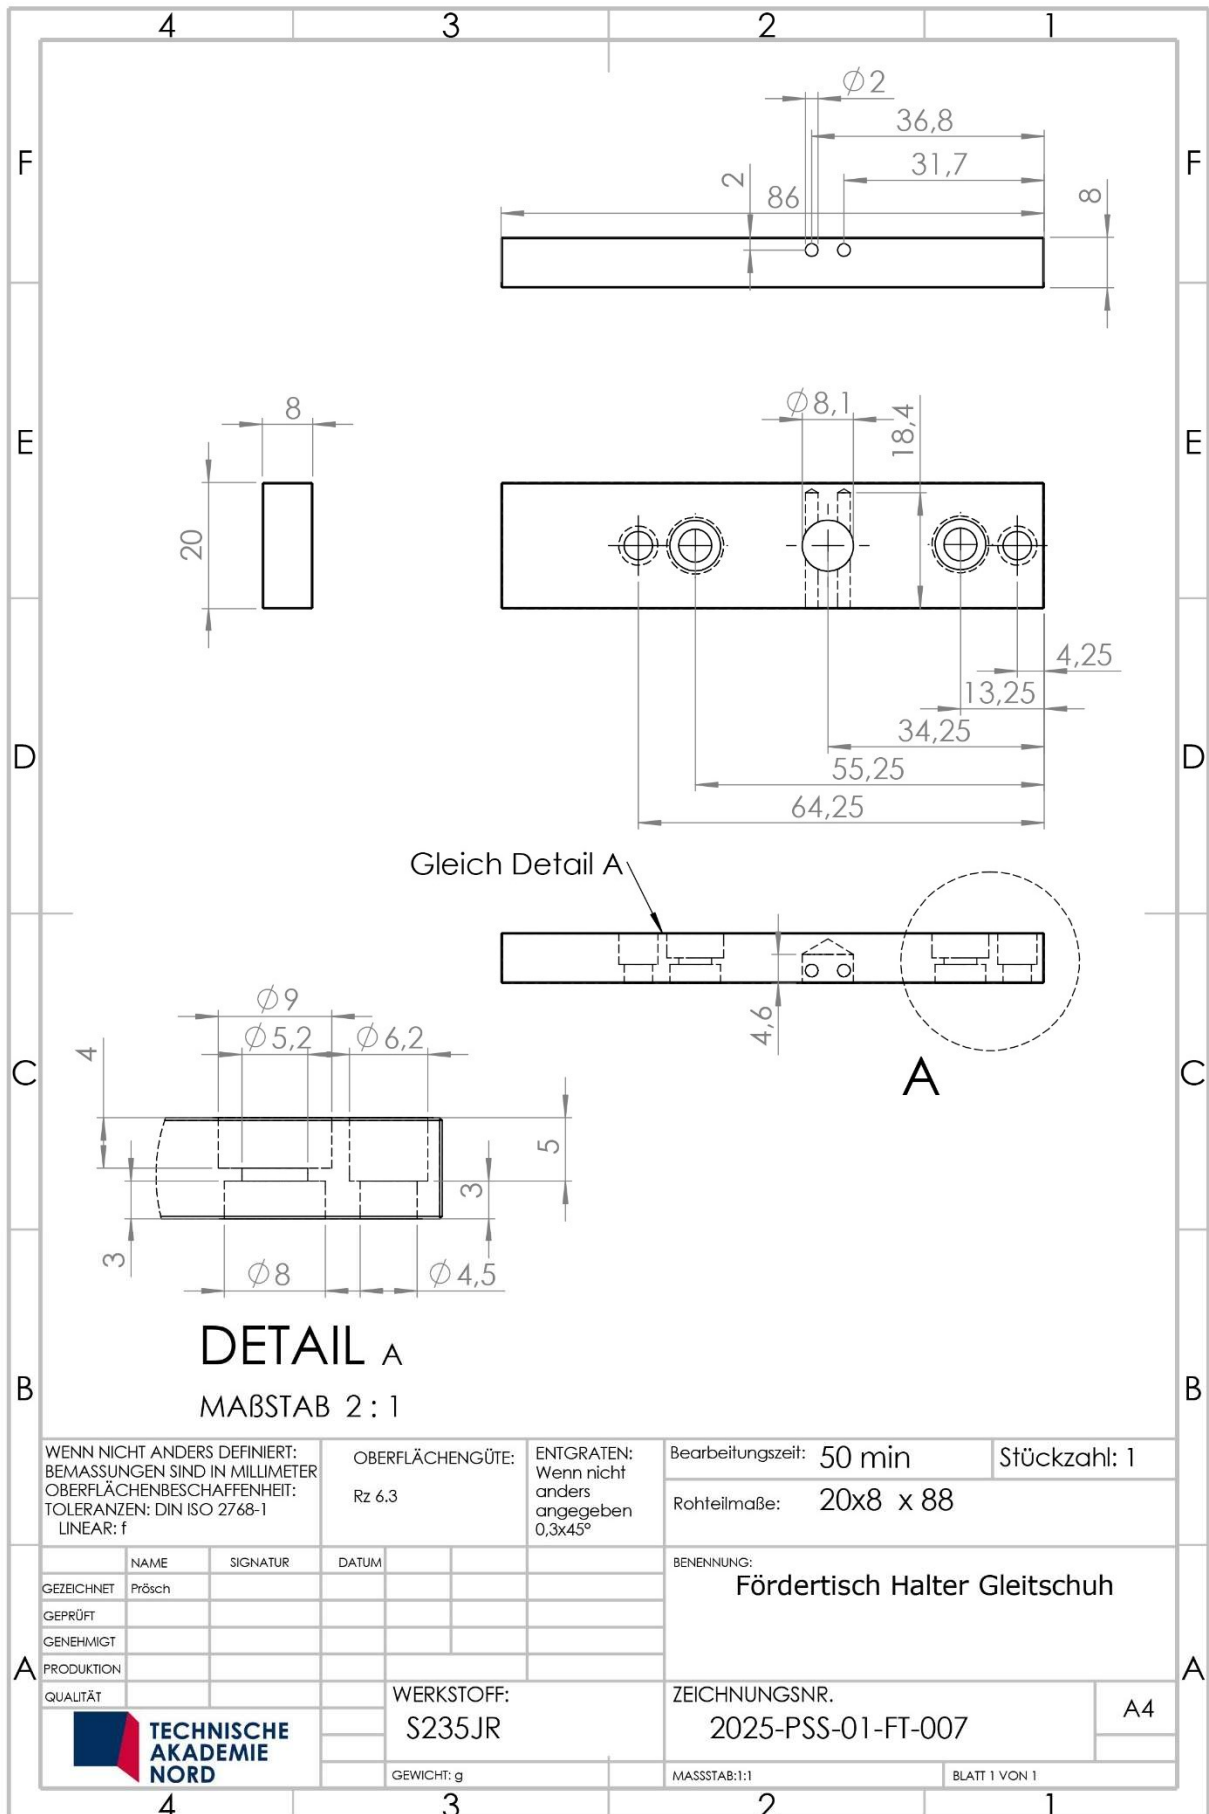 4 3 2 1
F F
E E
D D
C C
B B
A A
4 3 2 1
∅2
36,8
31,7
2
86
8
8
20
∅8,1
18,4
4,25
13,25
34,25
55,25
64,25
Gleich Detail A
4,6
A
∅9
∅5,2 ∅6,2
4
5
3
3
∅8 ∅4,5
DETAIL A
MAßSTAB 2 : 1
WENN NICHT ANDERS DEFINIERT:
BEMASSUNGEN SIND IN MILLIMETER
OBERFLÄCHENBESCHAFFENHEIT:
TOLERANZEN: DIN ISO 2768-1
LINEAR: f
OBERFLÄCHENGÜTE:
Rz 6.3
ENTGRATEN:
Wenn nicht
anders
angegeben
0,3x45°
Bearbeitungszeit: 50 min
Stückzahl: 1
Rohteilmaße: 20x8 x 88
NAME SIGNATUR DATUM
GEZEICHNET Prösch
GEPRÜFT
GENEHMIGT
PRODUKTION
QUALITÄT
BENENNUNG:
Fördertisch Halter Gleitschuh
TECHNISCHE
AKADEMIE
NORD
WERKSTOFF:
S235JR
GEWICHT: g
ZEICHNUNGSNR.
2025-PSS-01-FT-007
A4
MASSSTAB:1:1
BLATT 1 VON 1